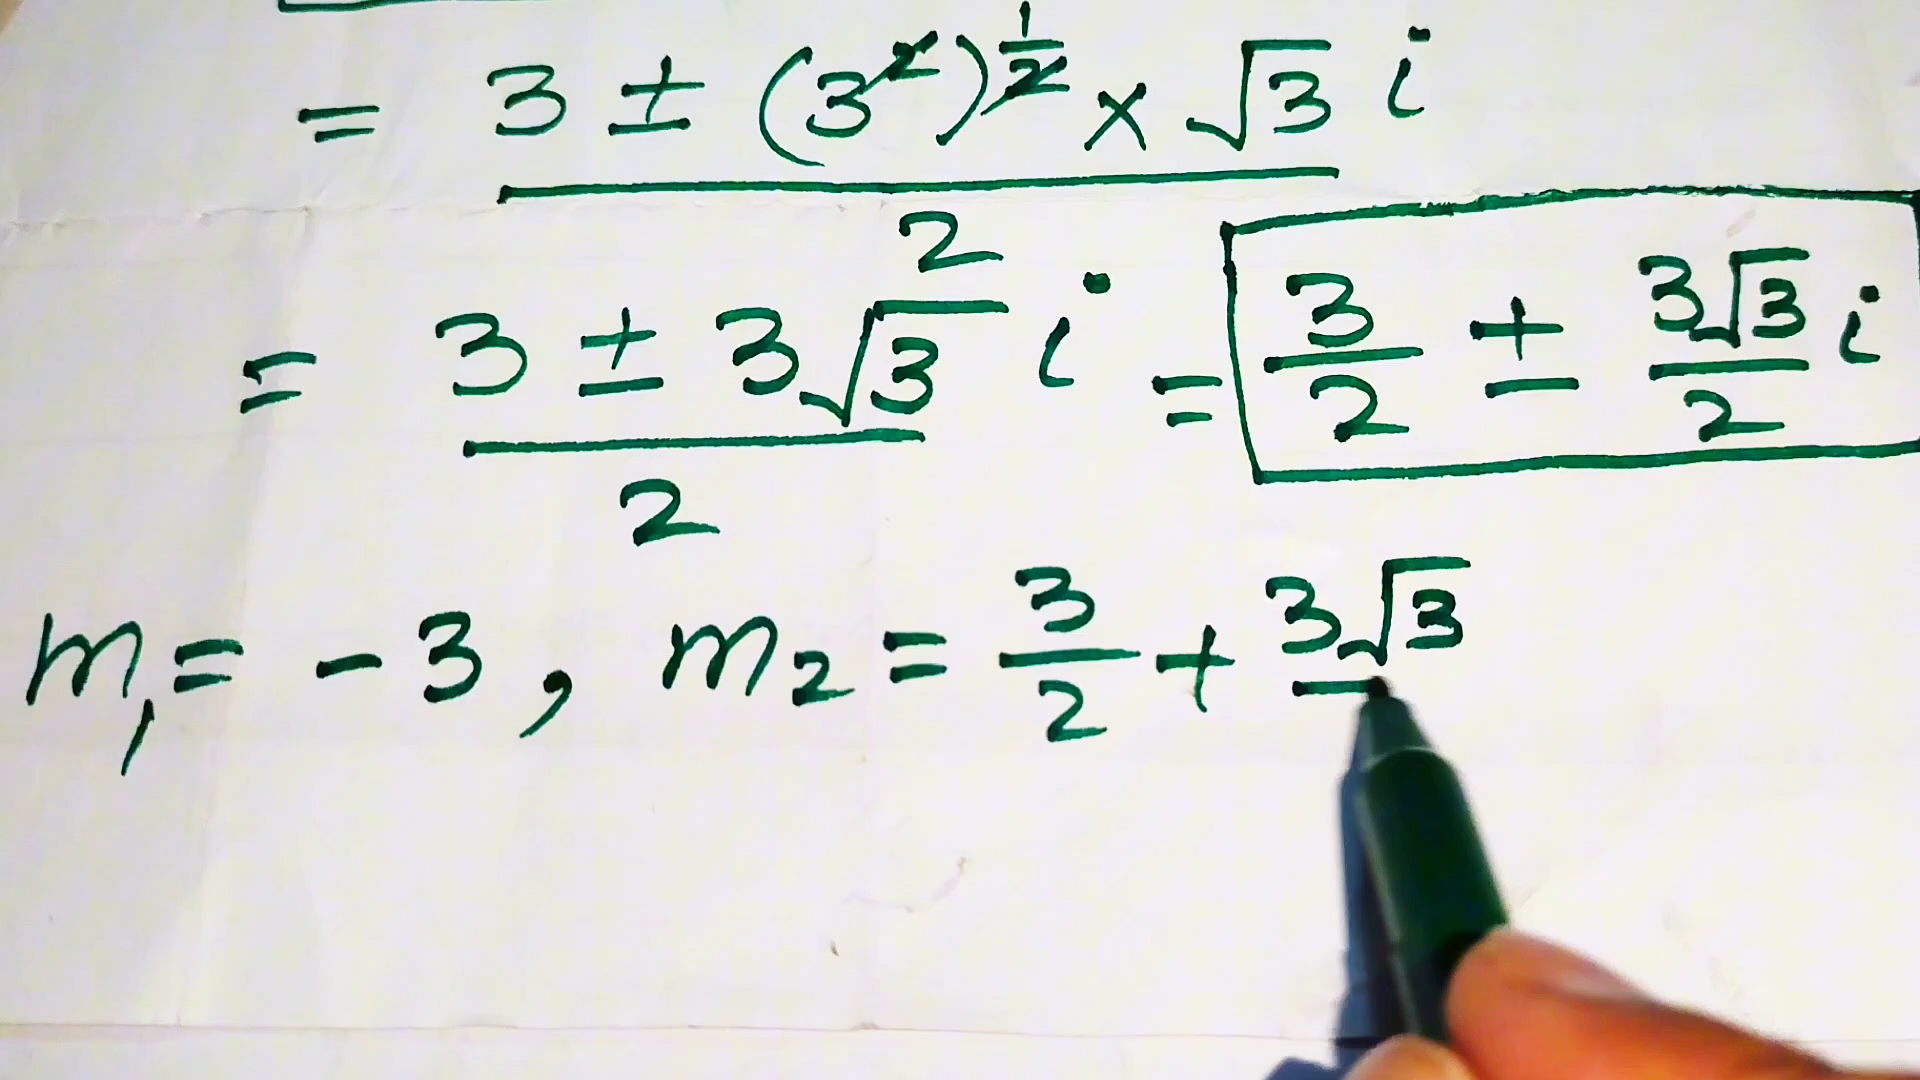 = 3 ± (3²)^1/2 × √3 i / 2
= 3 ± 3√3 i / 2 = 3/2 ± 3√3/2 i
m₁ = -3, m₂ = 3/2 + 3√3